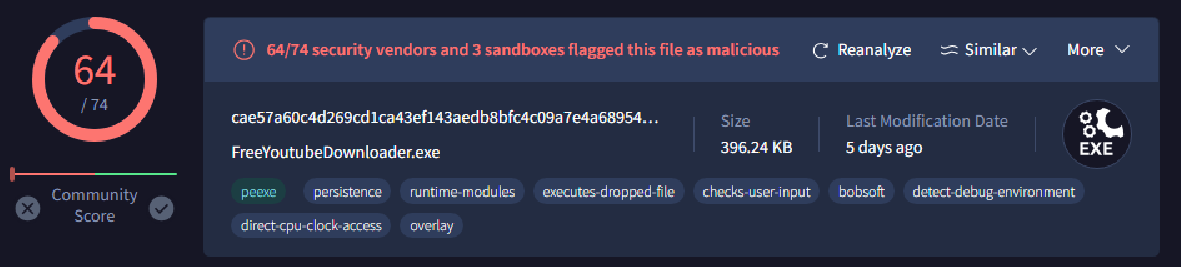 64
/ 74
Community
Score
64/74 security vendors and 3 sandboxes flagged this file as malicious
Reanalyze
Similar
More
cae57a60c4d269cd1ca43ef143aedb8bfc4c09a7e4a68954...
FreeYoutubeDownloader.exe
Size
396.24 KB
Last Modification Date
5 days ago
EXE
peexe
persistence
runtime-modules
executes-dropped-file
checks-user-input
bobsoft
detect-debug-environment
direct-cpu-clock-access
overlay